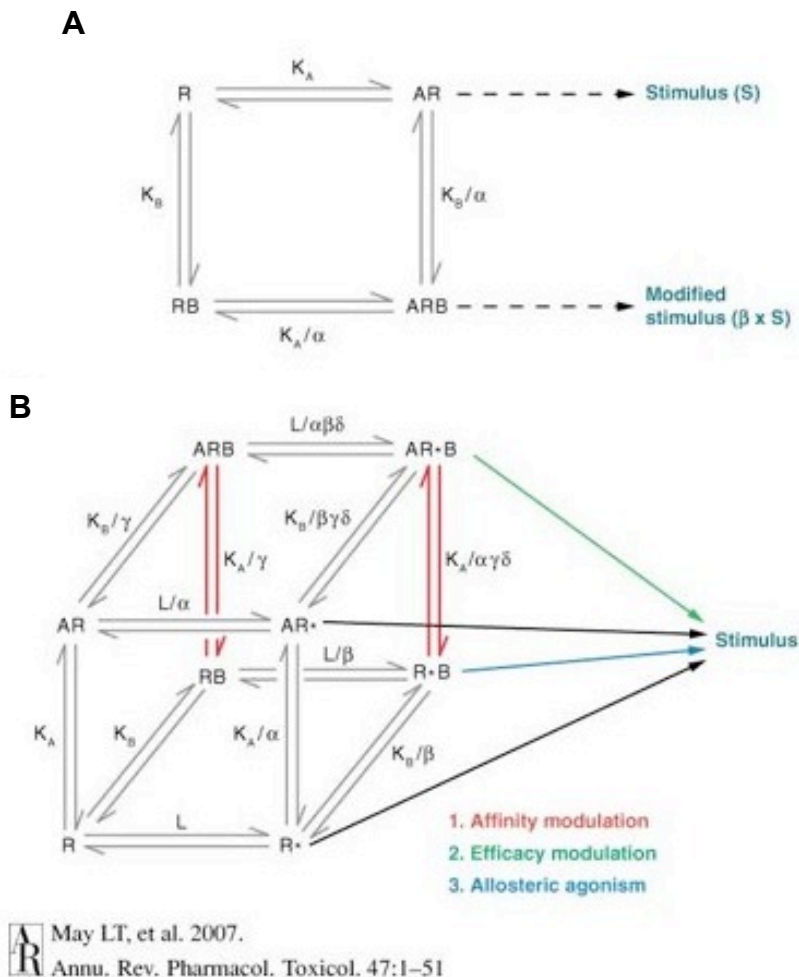 A
K_A
R
AR
Stimulus (S)
K_B
K_B/α
RB
ARB
Modified
stimulus (β x S)
K_A/α
B
L/αβδ
ARB
AR*B
K_B/γ
K_B/βγδ
K_A/γ
K_A/αγδ
L/α
AR
AR*
Stimulus
L/β
RB
R*B
K_A
K_B
K_A/α
K_B/β
L
R
R*
1. Affinity modulation
2. Efficacy modulation
3. Allosteric agonism
AR May LT, et al. 2007.
Annu. Rev. Pharmacol. Toxicol. 47:1–51